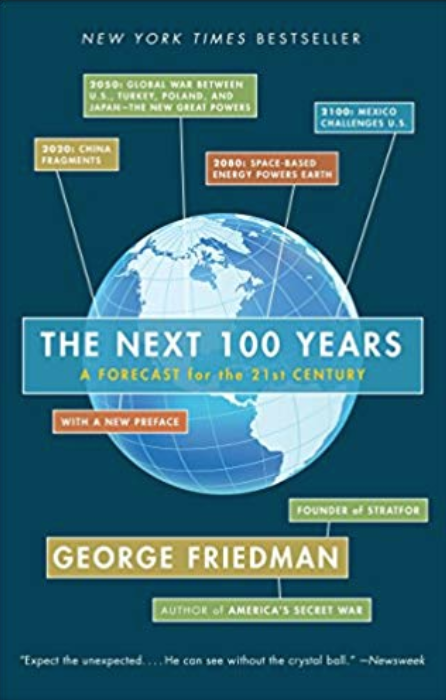 NEW YORK TIMES BESTSELLER
2050: GLOBAL WAR BETWEEN
U.S., TURKEY, POLAND, AND
JAPAN—THE NEW GREAT POWERS
2100: MEXICO
CHALLENGES U.S.
2020: CHINA
FRAGMENTS
2080: SPACE-BASED
ENERGY POWERS EARTH
THE NEXT 100 YEARS
A FORECAST for the 21st CENTURY
WITH A NEW PREFACE
FOUNDER of STRATFOR
GEORGE FRIEDMAN
AUTHOR of AMERICA'S SECRET WAR
"Expect the unexpected. . . . He can see without the crystal ball." —Newsweek